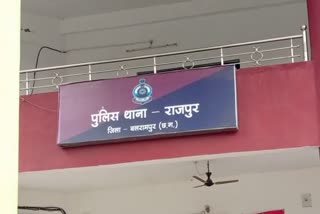 पुलिस थाना - राजपुर
जिला - बलरामपुर (छ.ग.)